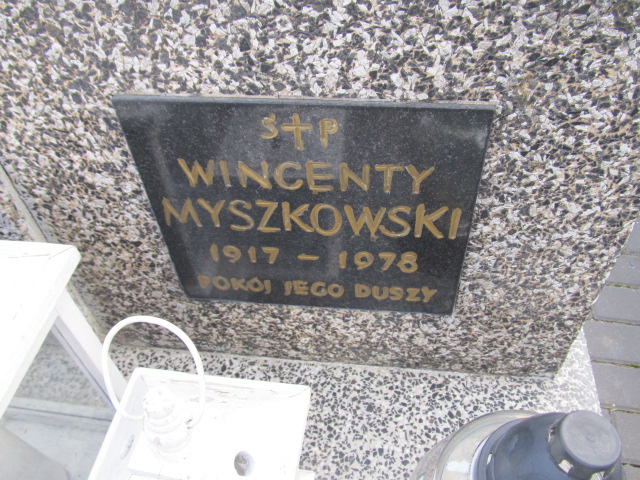 S✝P
WINCENTY
MYSZKOWSKI
1917 - 1978
POKÓJ JEGO DUSZY